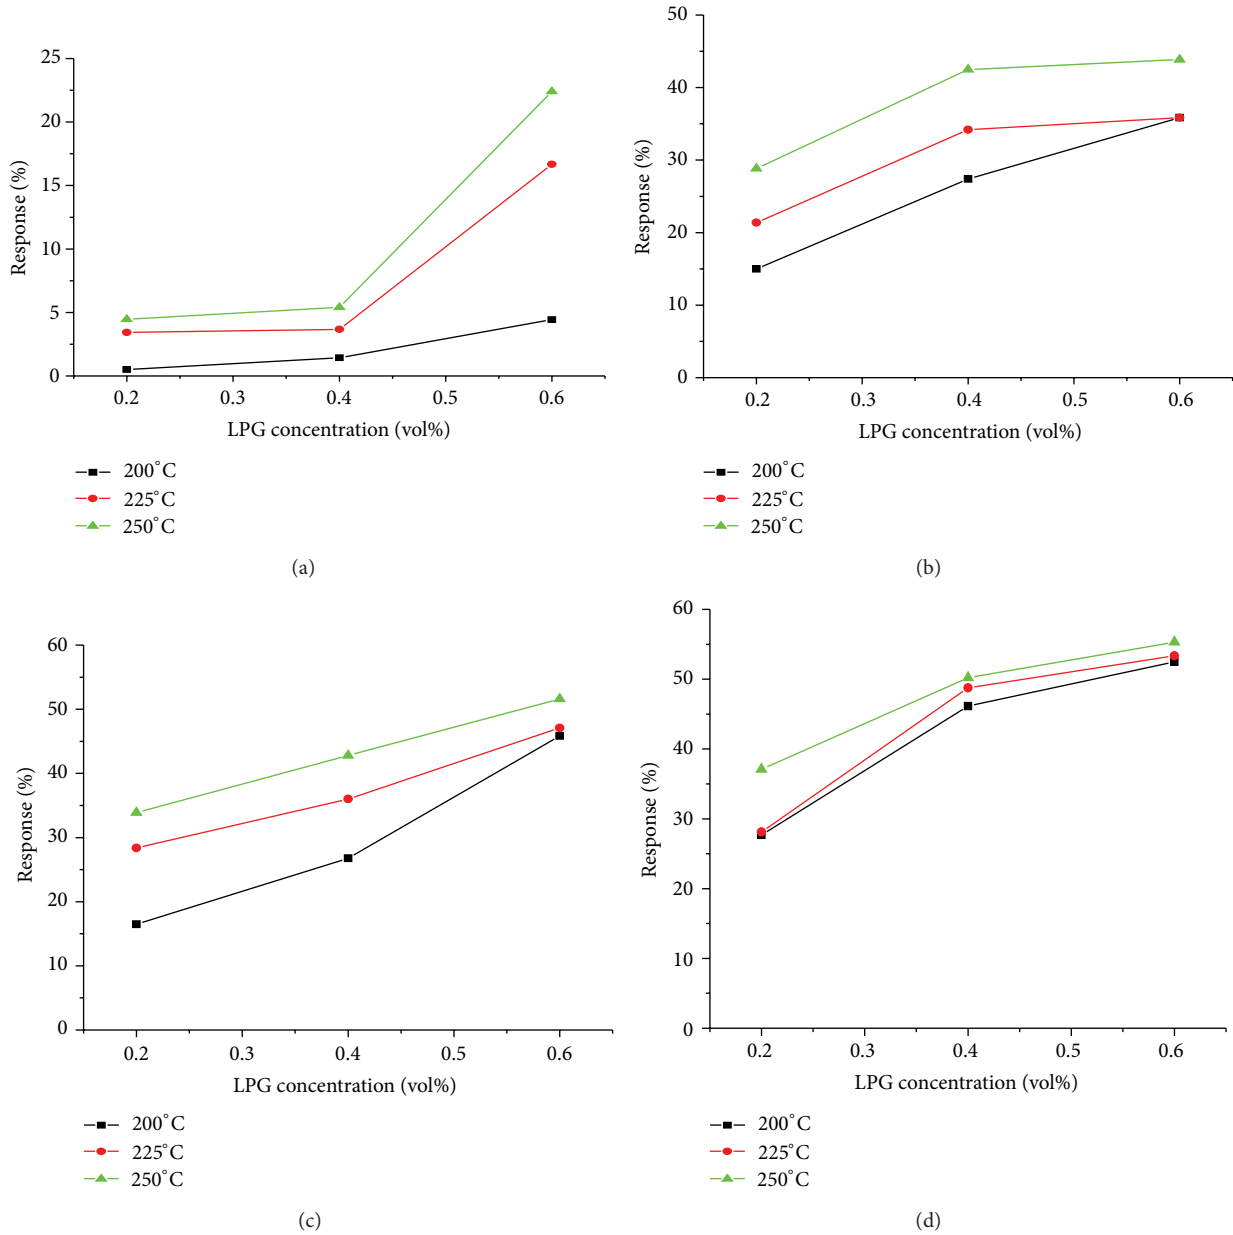 25
20
15
10
5
0
Response (%)
0.2 0.3 0.4 0.5 0.6
LPG concentration (vol%)
200°C
225°C
250°C
(a)
50
40
30
20
10
0
Response (%)
0.2 0.3 0.4 0.5 0.6
LPG concentration (vol%)
200°C
225°C
250°C
(b)
60
50
40
30
20
10
0
Response (%)
0.2 0.3 0.4 0.5 0.6
LPG concentration (vol%)
200°C
225°C
250°C
(c)
60
50
40
30
20
10
0
Response (%)
0.2 0.3 0.4 0.5 0.6
LPG concentration (vol%)
200°C
225°C
250°C
(d)